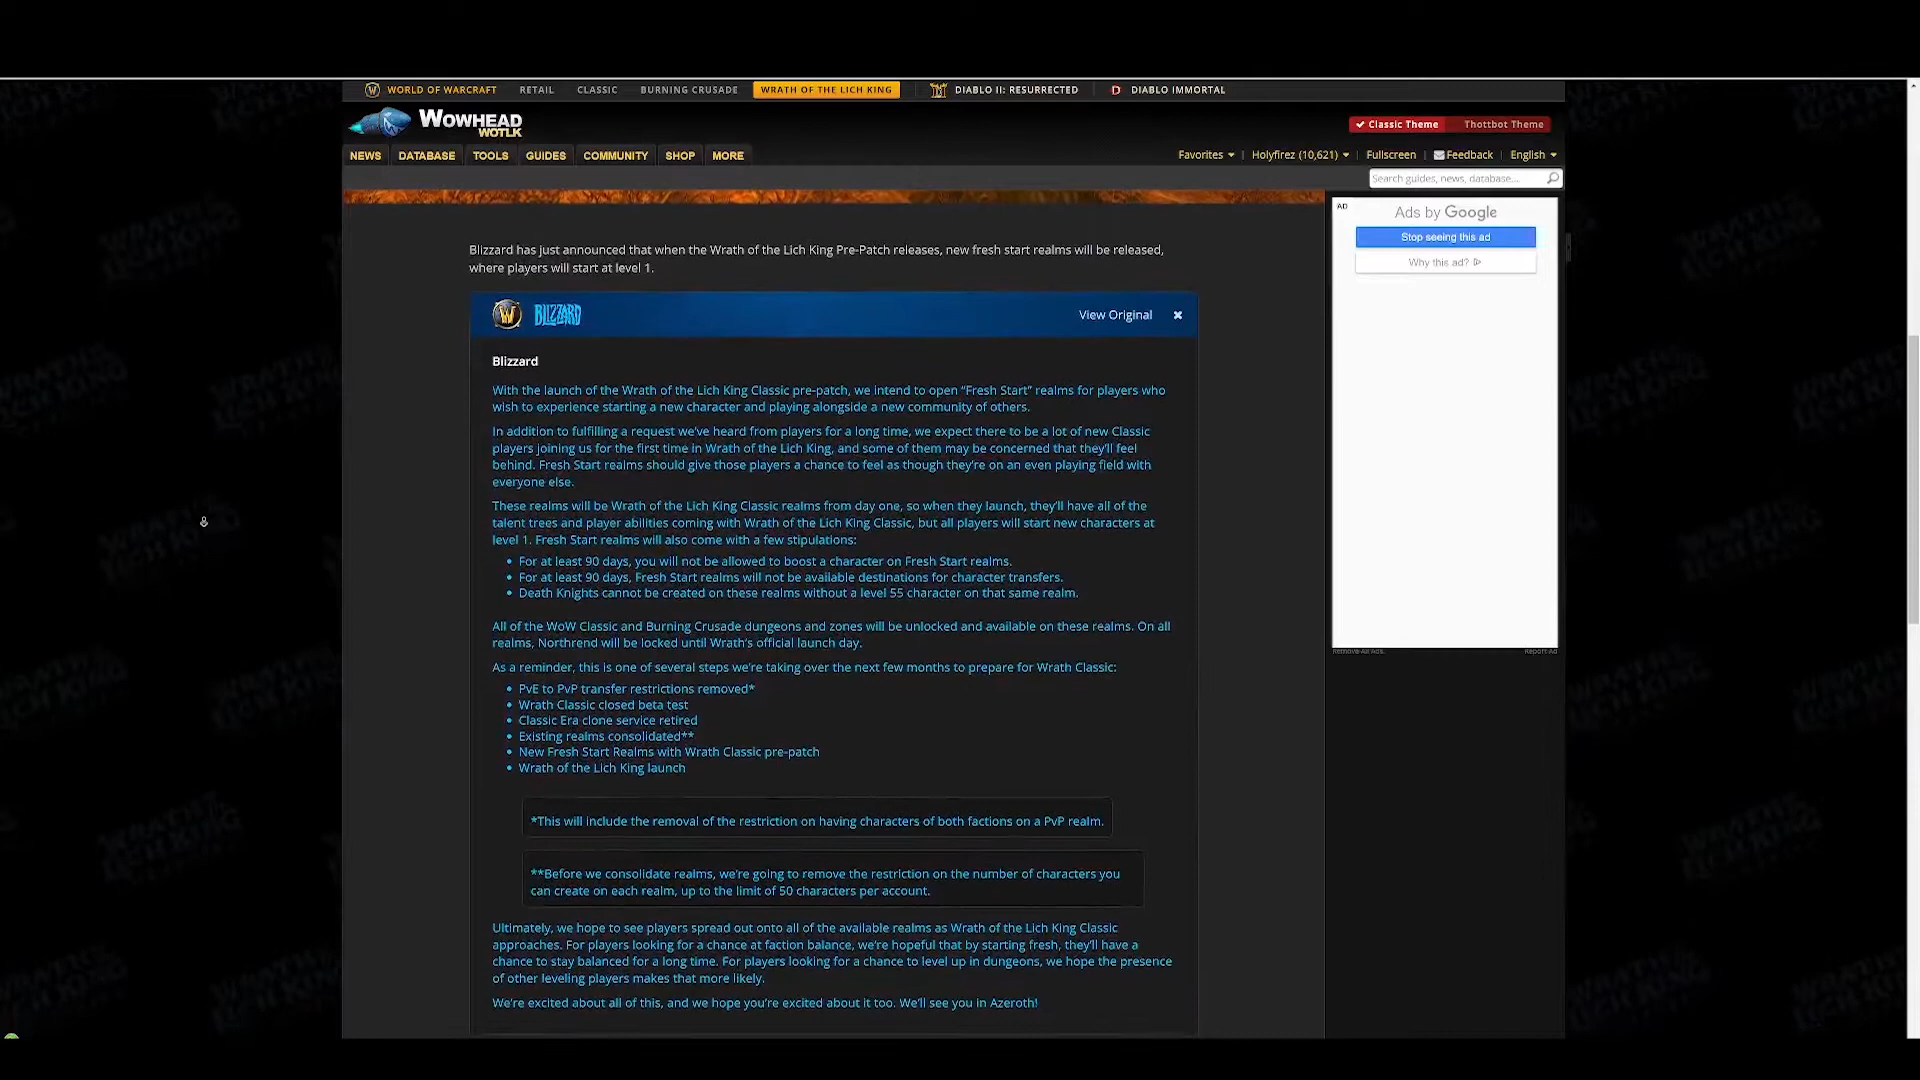 WORLD OF WARCRAFT RETAIL CLASSIC BURNING CRUSADE WRATH OF THE LICH KING DIABLO II: RESURRECTED DIABLO IMMORTAL
WOWHEAD
WOTLK
Classic Theme Thottbot Theme
NEWS DATABASE TOOLS GUIDES COMMUNITY SHOP MORE
Favorites Holyfirez (10,621) Fullscreen Feedback English
Search guides, news, database...
AD
Ads by Google
Stop seeing this ad
Why this ad?
Remove All Ads. Report Ad
Blizzard has just announced that when the Wrath of the Lich King Pre-Patch releases, new fresh start realms will be released,
where players will start at level 1.
BLIZZARD View Original
Blizzard
With the launch of the Wrath of the Lich King Classic pre-patch, we intend to open “Fresh Start” realms for players who
wish to experience starting a new character and playing alongside a new community of others.
In addition to fulfilling a request we’ve heard from players for a long time, we expect there to be a lot of new Classic
players joining us for the first time in Wrath of the Lich King, and some of them may be concerned that they’ll feel
behind. Fresh Start realms should give those players a chance to feel as though they’re on an even playing field with
everyone else.
These realms will be Wrath of the Lich King Classic realms from day one, so when they launch, they’ll have all of the
talent trees and player abilities coming with Wrath of the Lich King Classic, but all players will start new characters at
level 1. Fresh Start realms will also come with a few stipulations:
• For at least 90 days, you will not be allowed to boost a character on Fresh Start realms.
• For at least 90 days, Fresh Start realms will not be available destinations for character transfers.
• Death Knights cannot be created on these realms without a level 55 character on that same realm.
All of the WoW Classic and Burning Crusade dungeons and zones will be unlocked and available on these realms. On all
realms, Northrend will be locked until Wrath’s official launch day.
As a reminder, this is one of several steps we’re taking over the next few months to prepare for Wrath Classic:
• PvE to PvP transfer restrictions removed*
• Wrath Classic closed beta test
• Classic Era clone service retired
• Existing realms consolidated**
• New Fresh Start Realms with Wrath Classic pre-patch
• Wrath of the Lich King launch
*This will include the removal of the restriction on having characters of both factions on a PvP realm.
**Before we consolidate realms, we’re going to remove the restriction on the number of characters you
can create on each realm, up to the limit of 50 characters per account.
Ultimately, we hope to see players spread out onto all of the available realms as Wrath of the Lich King Classic
approaches. For players looking for a chance at faction balance, we’re hopeful that by starting fresh, they’ll have a
chance to stay balanced for a long time. For players looking for a chance to level up in dungeons, we hope the presence
of other leveling players makes that more likely.
We’re excited about all of this, and we hope you’re excited about it too. We’ll see you in Azeroth!